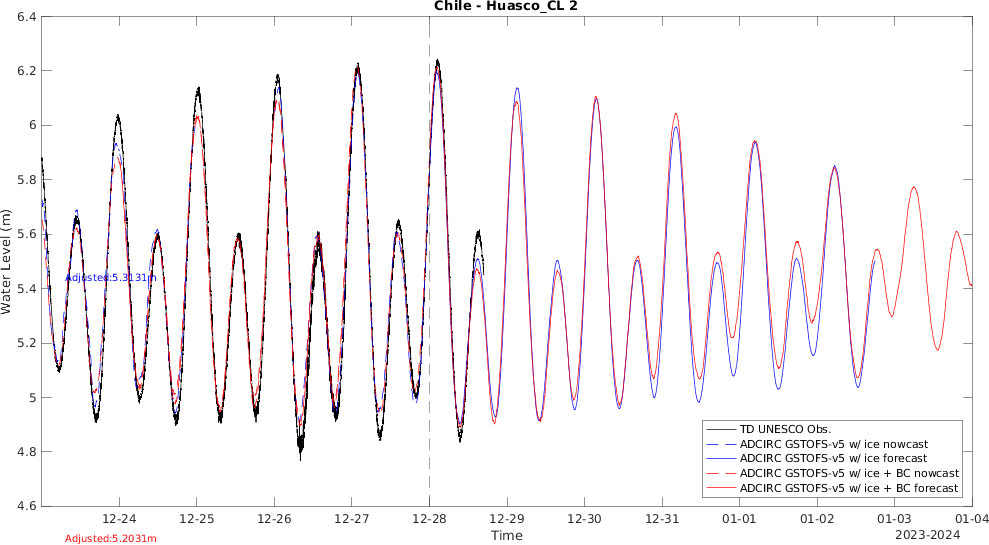 Chile - Huasco_CL 2
Water Level (m)
6.4
6.2
6
5.8
5.6
5.4
5.2
5
4.8
4.6
Adjusted:5.3131m
TD UNESCO Obs.
ADCIRC GSTOFS-v5 w/ ice nowcast
ADCIRC GSTOFS-v5 w/ ice forecast
ADCIRC GSTOFS-v5 w/ ice + BC nowcast
ADCIRC GSTOFS-v5 w/ ice + BC forecast
12-24 12-25 12-26 12-27 12-28 12-29 12-30 12-31 01-01 01-02 01-03 01-04
Time
2023-2024
Adjusted:5.2031m